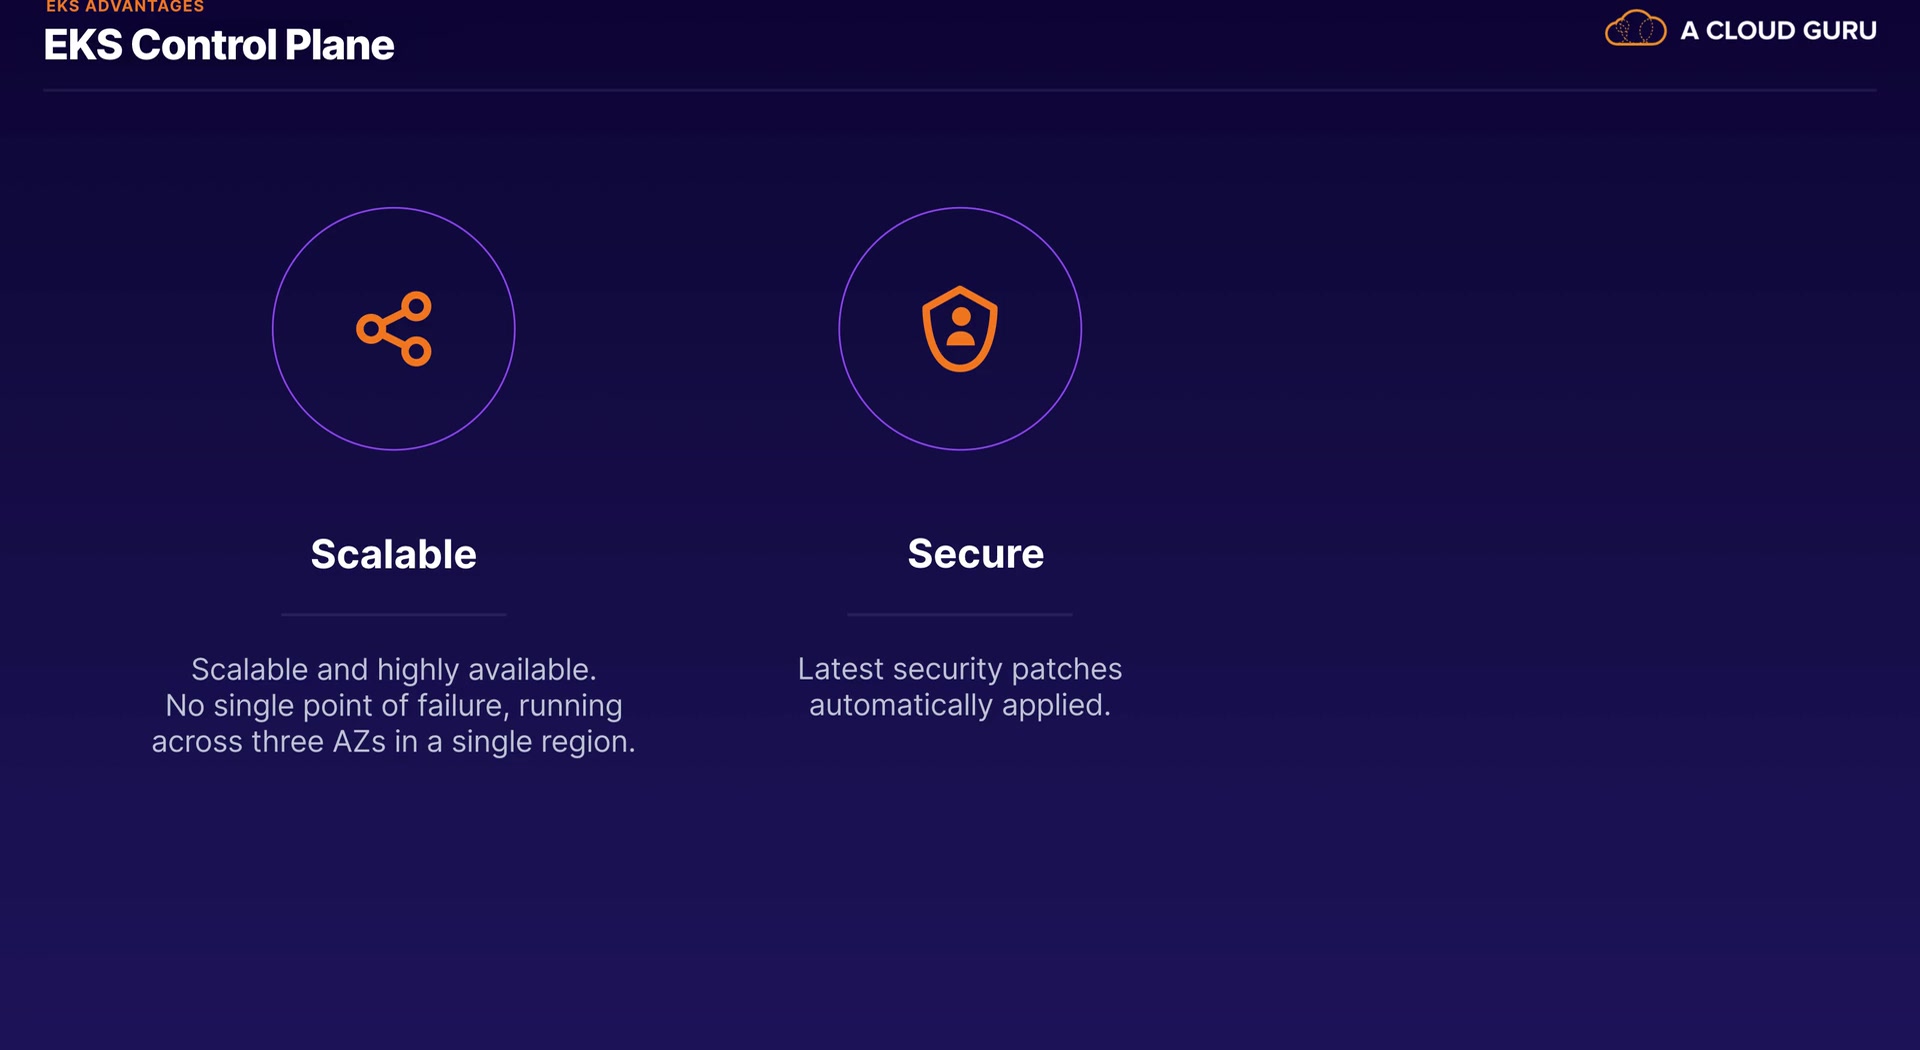 EKS ADVANTAGES
EKS Control Plane
A CLOUD GURU
Scalable
Scalable and highly available.
No single point of failure, running
across three AZs in a single region.
Secure
Latest security patches
automatically applied.